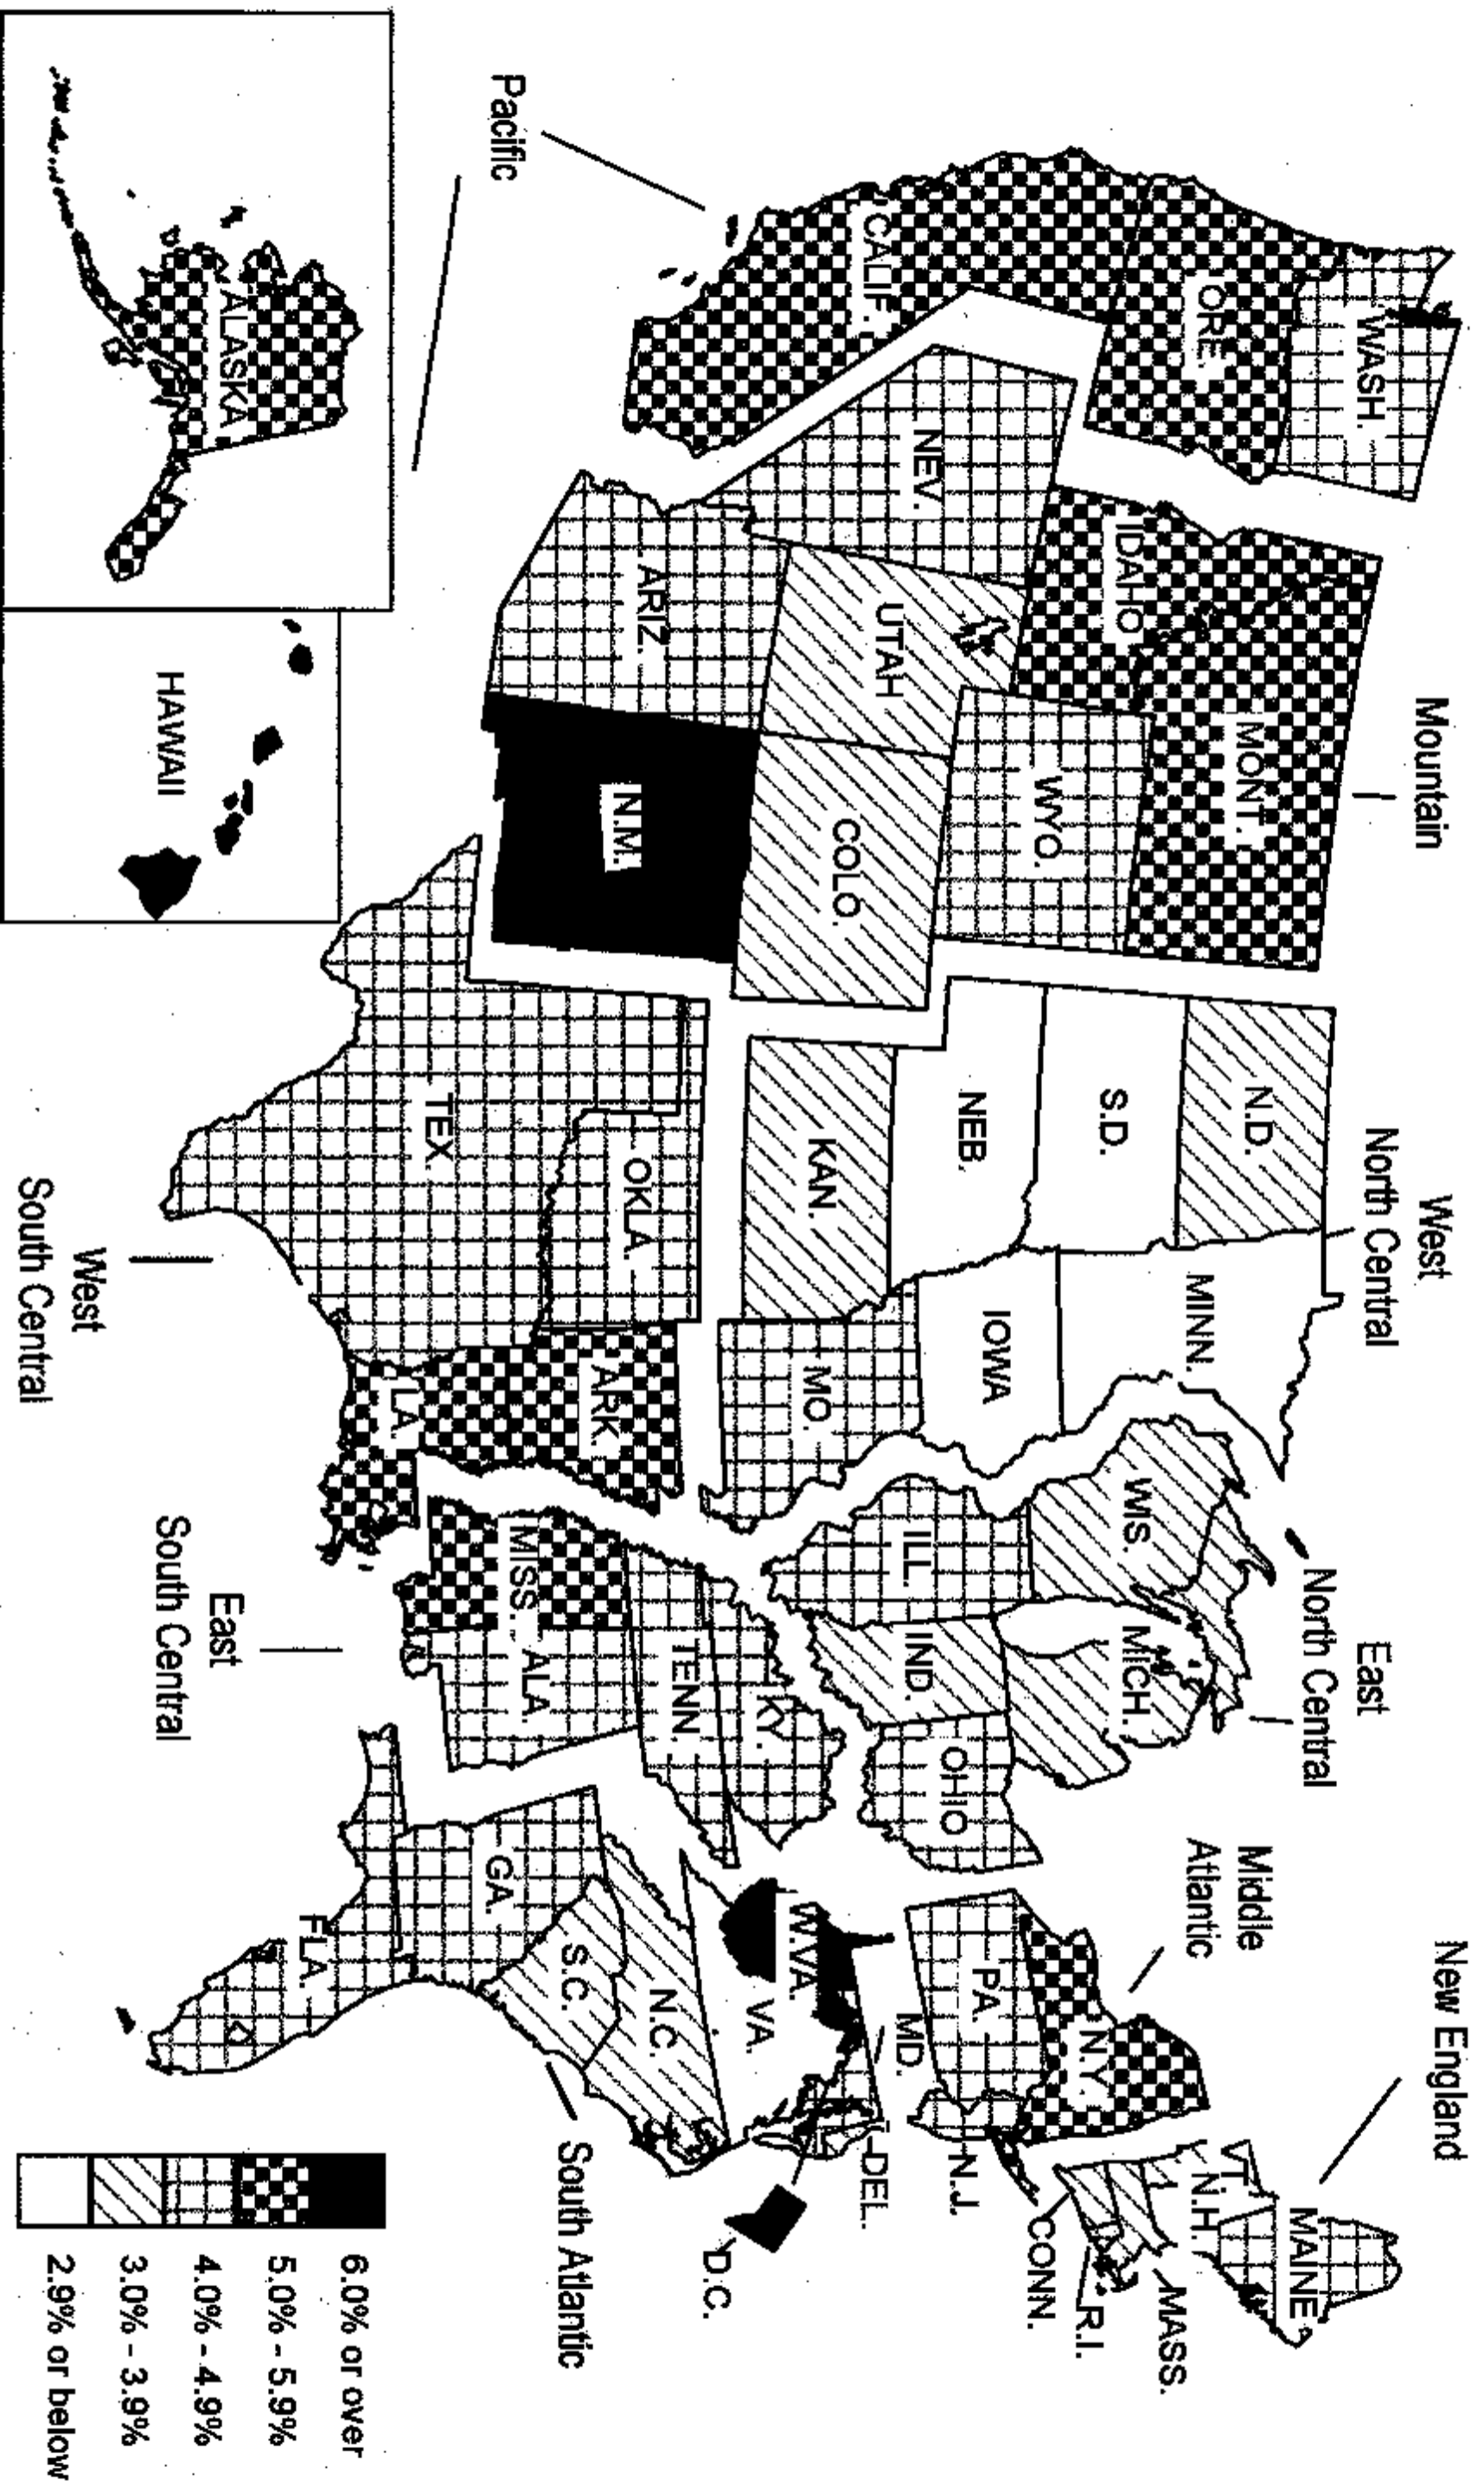 New England
Middle
Atlantic
East
North Central
West
North Central
Mountain
Pacific
WASH.
ORE.
CALIF.
NEV.
IDAHO
MONT.
WYO.
UTAH
COLO.
ARIZ.
N.M.
N.D.
S.D.
NEB.
KAN.
MINN.
IOWA
MO.
OKLA.
TEX.
ARK.
LA.
WIS.
MICH.
ILL.
IND.
OHIO
KY.
TENN.
MISS.
ALA.
GA.
FLA.
S.C.
N.C.
VA.
W.VA.
MD.
DEL.
D.C.
PA.
N.J.
N.Y.
CONN.
R.I.
MASS.
VT.
N.H.
MAINE
ALASKA
HAWAII
West
South Central
East
South Central
South Atlantic
6.0% or over
5.0% - 5.9%
4.0% - 4.9%
3.0% - 3.9%
2.9% or below